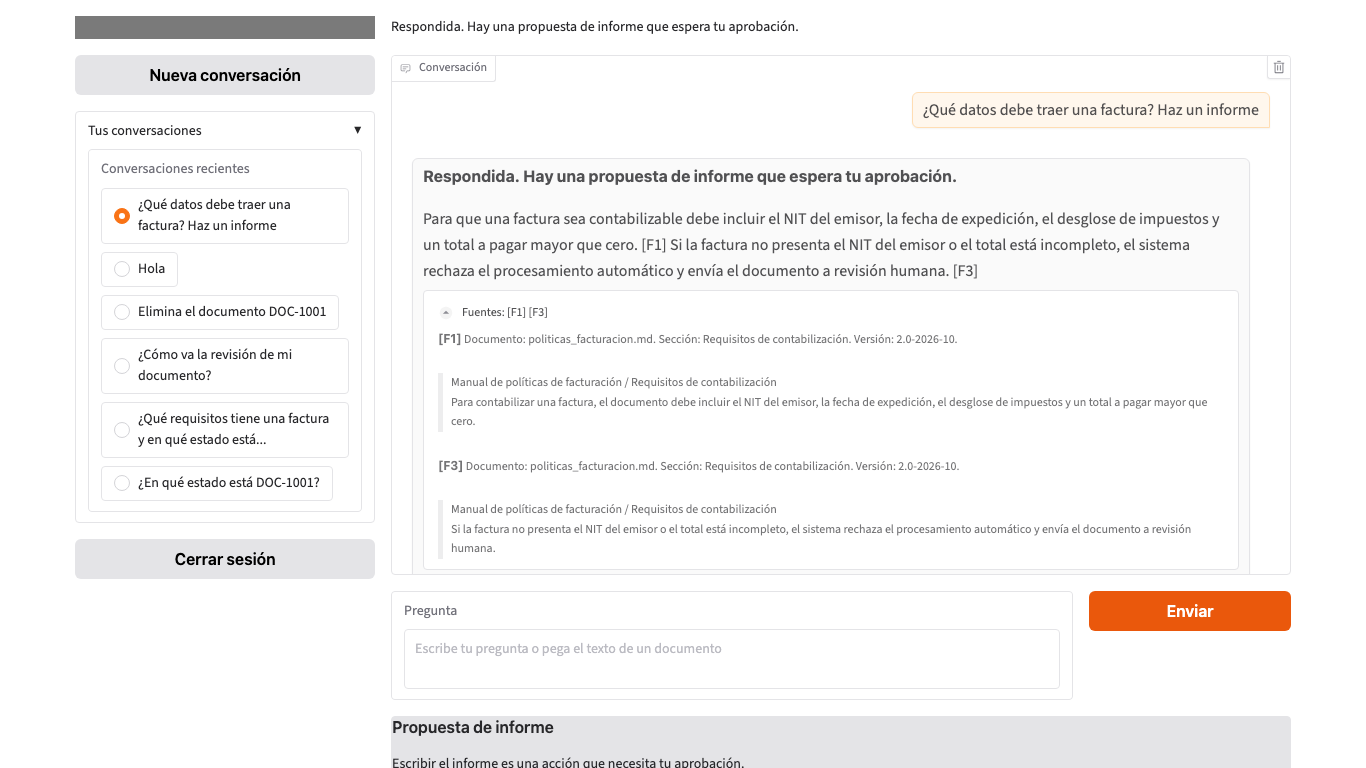 Respondida. Hay una propuesta de informe que espera tu aprobación.
Nueva conversación
Tus conversaciones
▼
Conversaciones recientes
¿Qué datos debe traer una
factura? Haz un informe
Hola
Elimina el documento DOC-1001
¿Cómo va la revisión de mi
documento?
¿Qué requisitos tiene una factura
y en qué estado está...
¿En qué estado está DOC-1001?
Cerrar sesión
Conversación
¿Qué datos debe traer una factura? Haz un informe
Respondida. Hay una propuesta de informe que espera tu aprobación.
Para que una factura sea contabilizable debe incluir el NIT del emisor, la fecha de expedición, el desglose de impuestos y
un total a pagar mayor que cero. [F1] Si la factura no presenta el NIT del emisor o el total está incompleto, el sistema
rechaza el procesamiento automático y envía el documento a revisión humana. [F3]
Fuentes: [F1] [F3]
[F1] Documento: politicas_facturacion.md. Sección: Requisitos de contabilización. Versión: 2.0-2026-10.
Manual de políticas de facturación / Requisitos de contabilización
Para contabilizar una factura, el documento debe incluir el NIT del emisor, la fecha de expedición, el desglose de impuestos y un total a pagar mayor que
cero.
[F3] Documento: politicas_facturacion.md. Sección: Requisitos de contabilización. Versión: 2.0-2026-10.
Manual de políticas de facturación / Requisitos de contabilización
Si la factura no presenta el NIT del emisor o el total está incompleto, el sistema rechaza el procesamiento automático y envía el documento a revisión
humana.
Pregunta
Escribe tu pregunta o pega el texto de un documento
Enviar
Propuesta de informe
Escribir el informe es una acción que necesita tu aprobación.